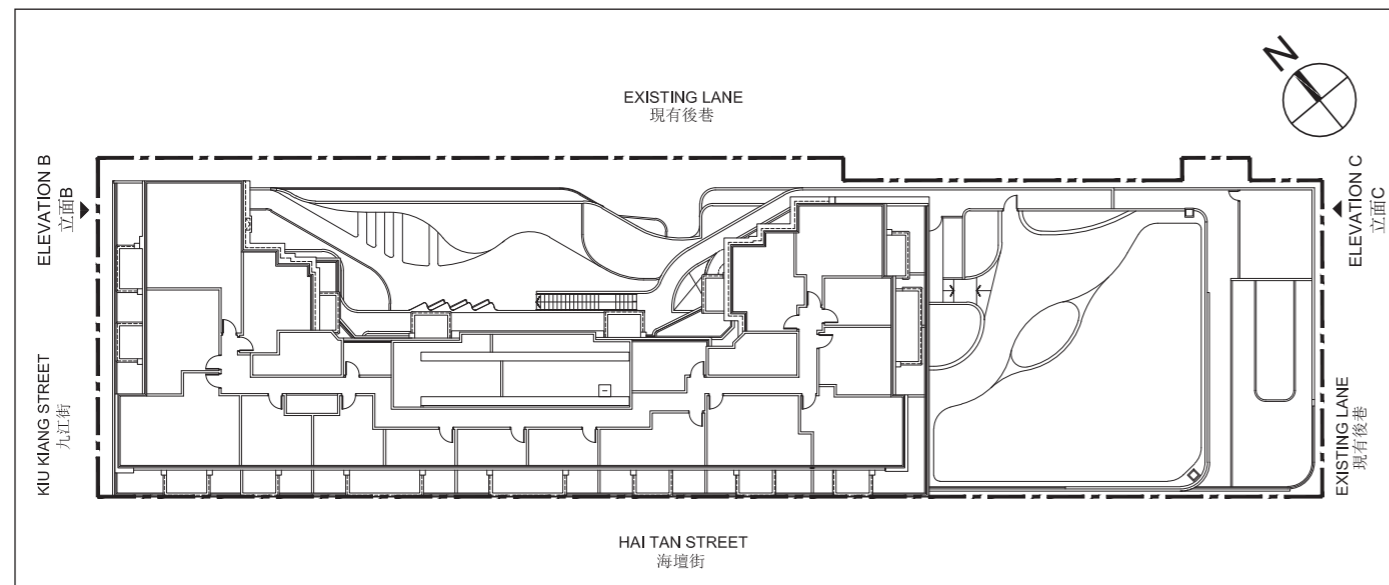 N
EXISTING LANE
現有後巷
ELEVATION B
立面B
ELEVATION C
立面C
KIU KIANG STREET
九江街
EXISTING LANE
現有後巷
HAI TAN STREET
海壇街